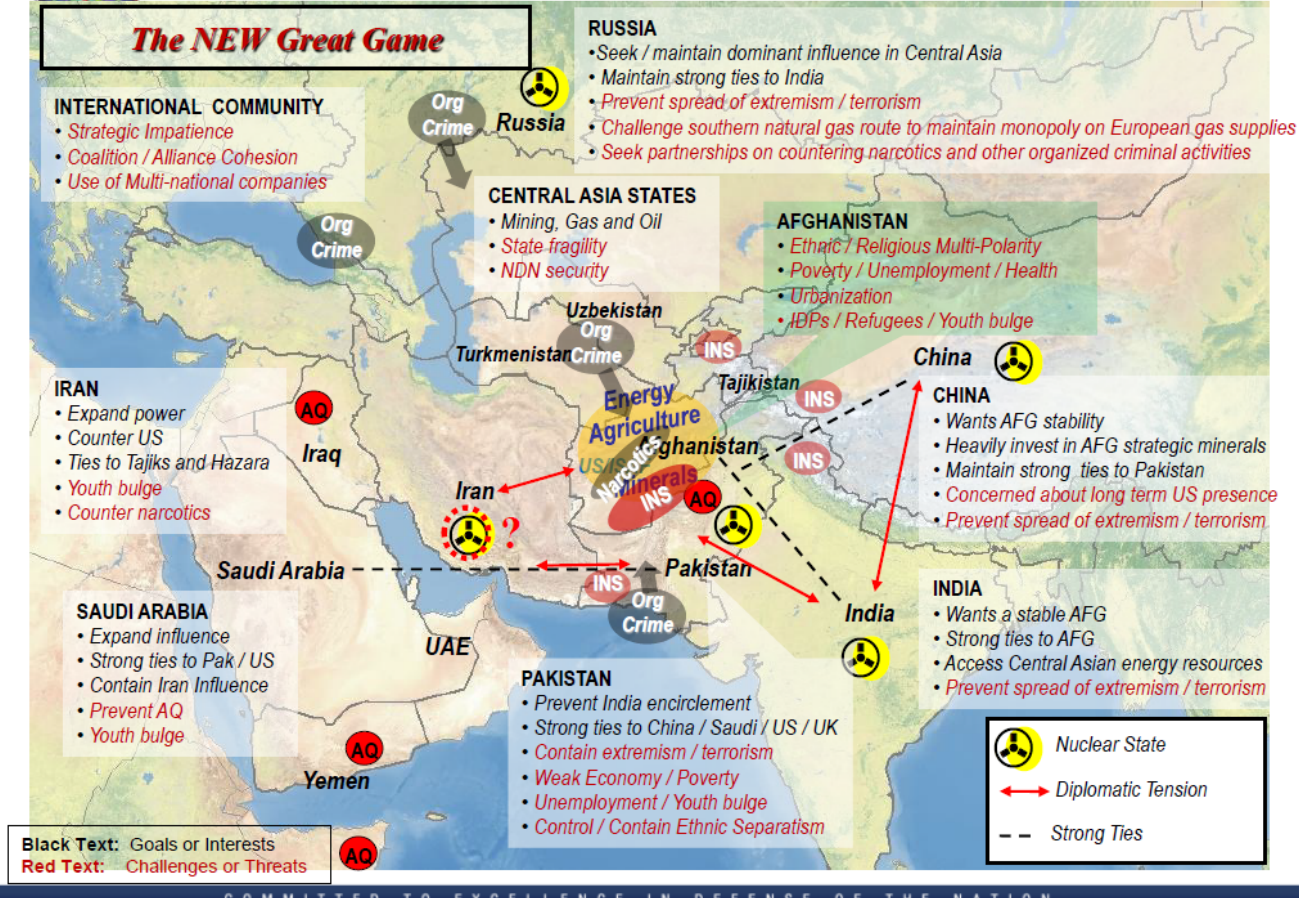 The NEW Great Game
RUSSIA
•Seek / maintain dominant influence in Central Asia
• Maintain strong ties to India
• Prevent spread of extremism / terrorism
• Challenge southern natural gas route to maintain monopoly on European gas supplies
• Seek partnerships on countering narcotics and other organized criminal activities
INTERNATIONAL COMMUNITY
• Strategic Impatience
• Coalition / Alliance Cohesion
• Use of Multi-national companies
Org
Crime
Russia
CENTRAL ASIA STATES
• Mining, Gas and Oil
• State fragility
• NDN security
Org
Crime
AFGHANISTAN
• Ethnic / Religious Multi-Polarity
• Poverty / Unemployment / Health
• Urbanization
• IDPs / Refugees / Youth bulge
Uzbekistan
Org
Crime
Turkmenistan
INS
Tajikistan
INS
INS
China
CHINA
• Wants AFG stability
• Heavily invest in AFG strategic minerals
• Maintain strong ties to Pakistan
• Concerned about long term US presence
• Prevent spread of extremism / terrorism
IRAN
• Expand power
• Counter US
• Ties to Tajiks and Hazara
• Youth bulge
• Counter narcotics
AQ
Iraq
Energy
Agriculture
ghanistan
Narcotics
Minerals
INS
AQ
Iran
?
Saudi Arabia
Pakistan
INS
Org
Crime
India
INDIA
• Wants a stable AFG
• Strong ties to AFG
• Access Central Asian energy resources
• Prevent spread of extremism / terrorism
SAUDI ARABIA
• Expand influence
• Strong ties to Pak / US
• Contain Iran Influence
• Prevent AQ
• Youth bulge
UAE
AQ
Yemen
PAKISTAN
• Prevent India encirclement
• Strong ties to China / Saudi / US / UK
• Contain extremism / terrorism
• Weak Economy / Poverty
• Unemployment / Youth bulge
• Control / Contain Ethnic Separatism
Nuclear State
Diplomatic Tension
Strong Ties
Black Text: Goals or Interests
Red Text: Challenges or Threats
AQ
COMMITTED TO EXCELLENCE IN DEFENSE OF THE NATION